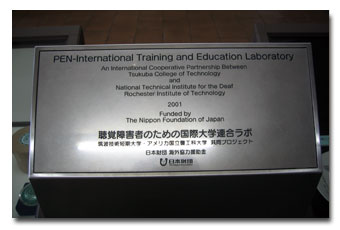 PEN-International Training and Education Laboratory
An International Cooperative Partnership Between
Tsukuba College of Technology
and
National Technical Institute for the Deaf
Rochester Institute of Technology
2001
Funded by
The Nippon Foundation of Japan
聴覚障害者のための国際大学連合ラボ
筑波技術短期大学・アメリカ国立聾工科大学 共同プロジェクト
日本財団 海外協力援助金
日本財団